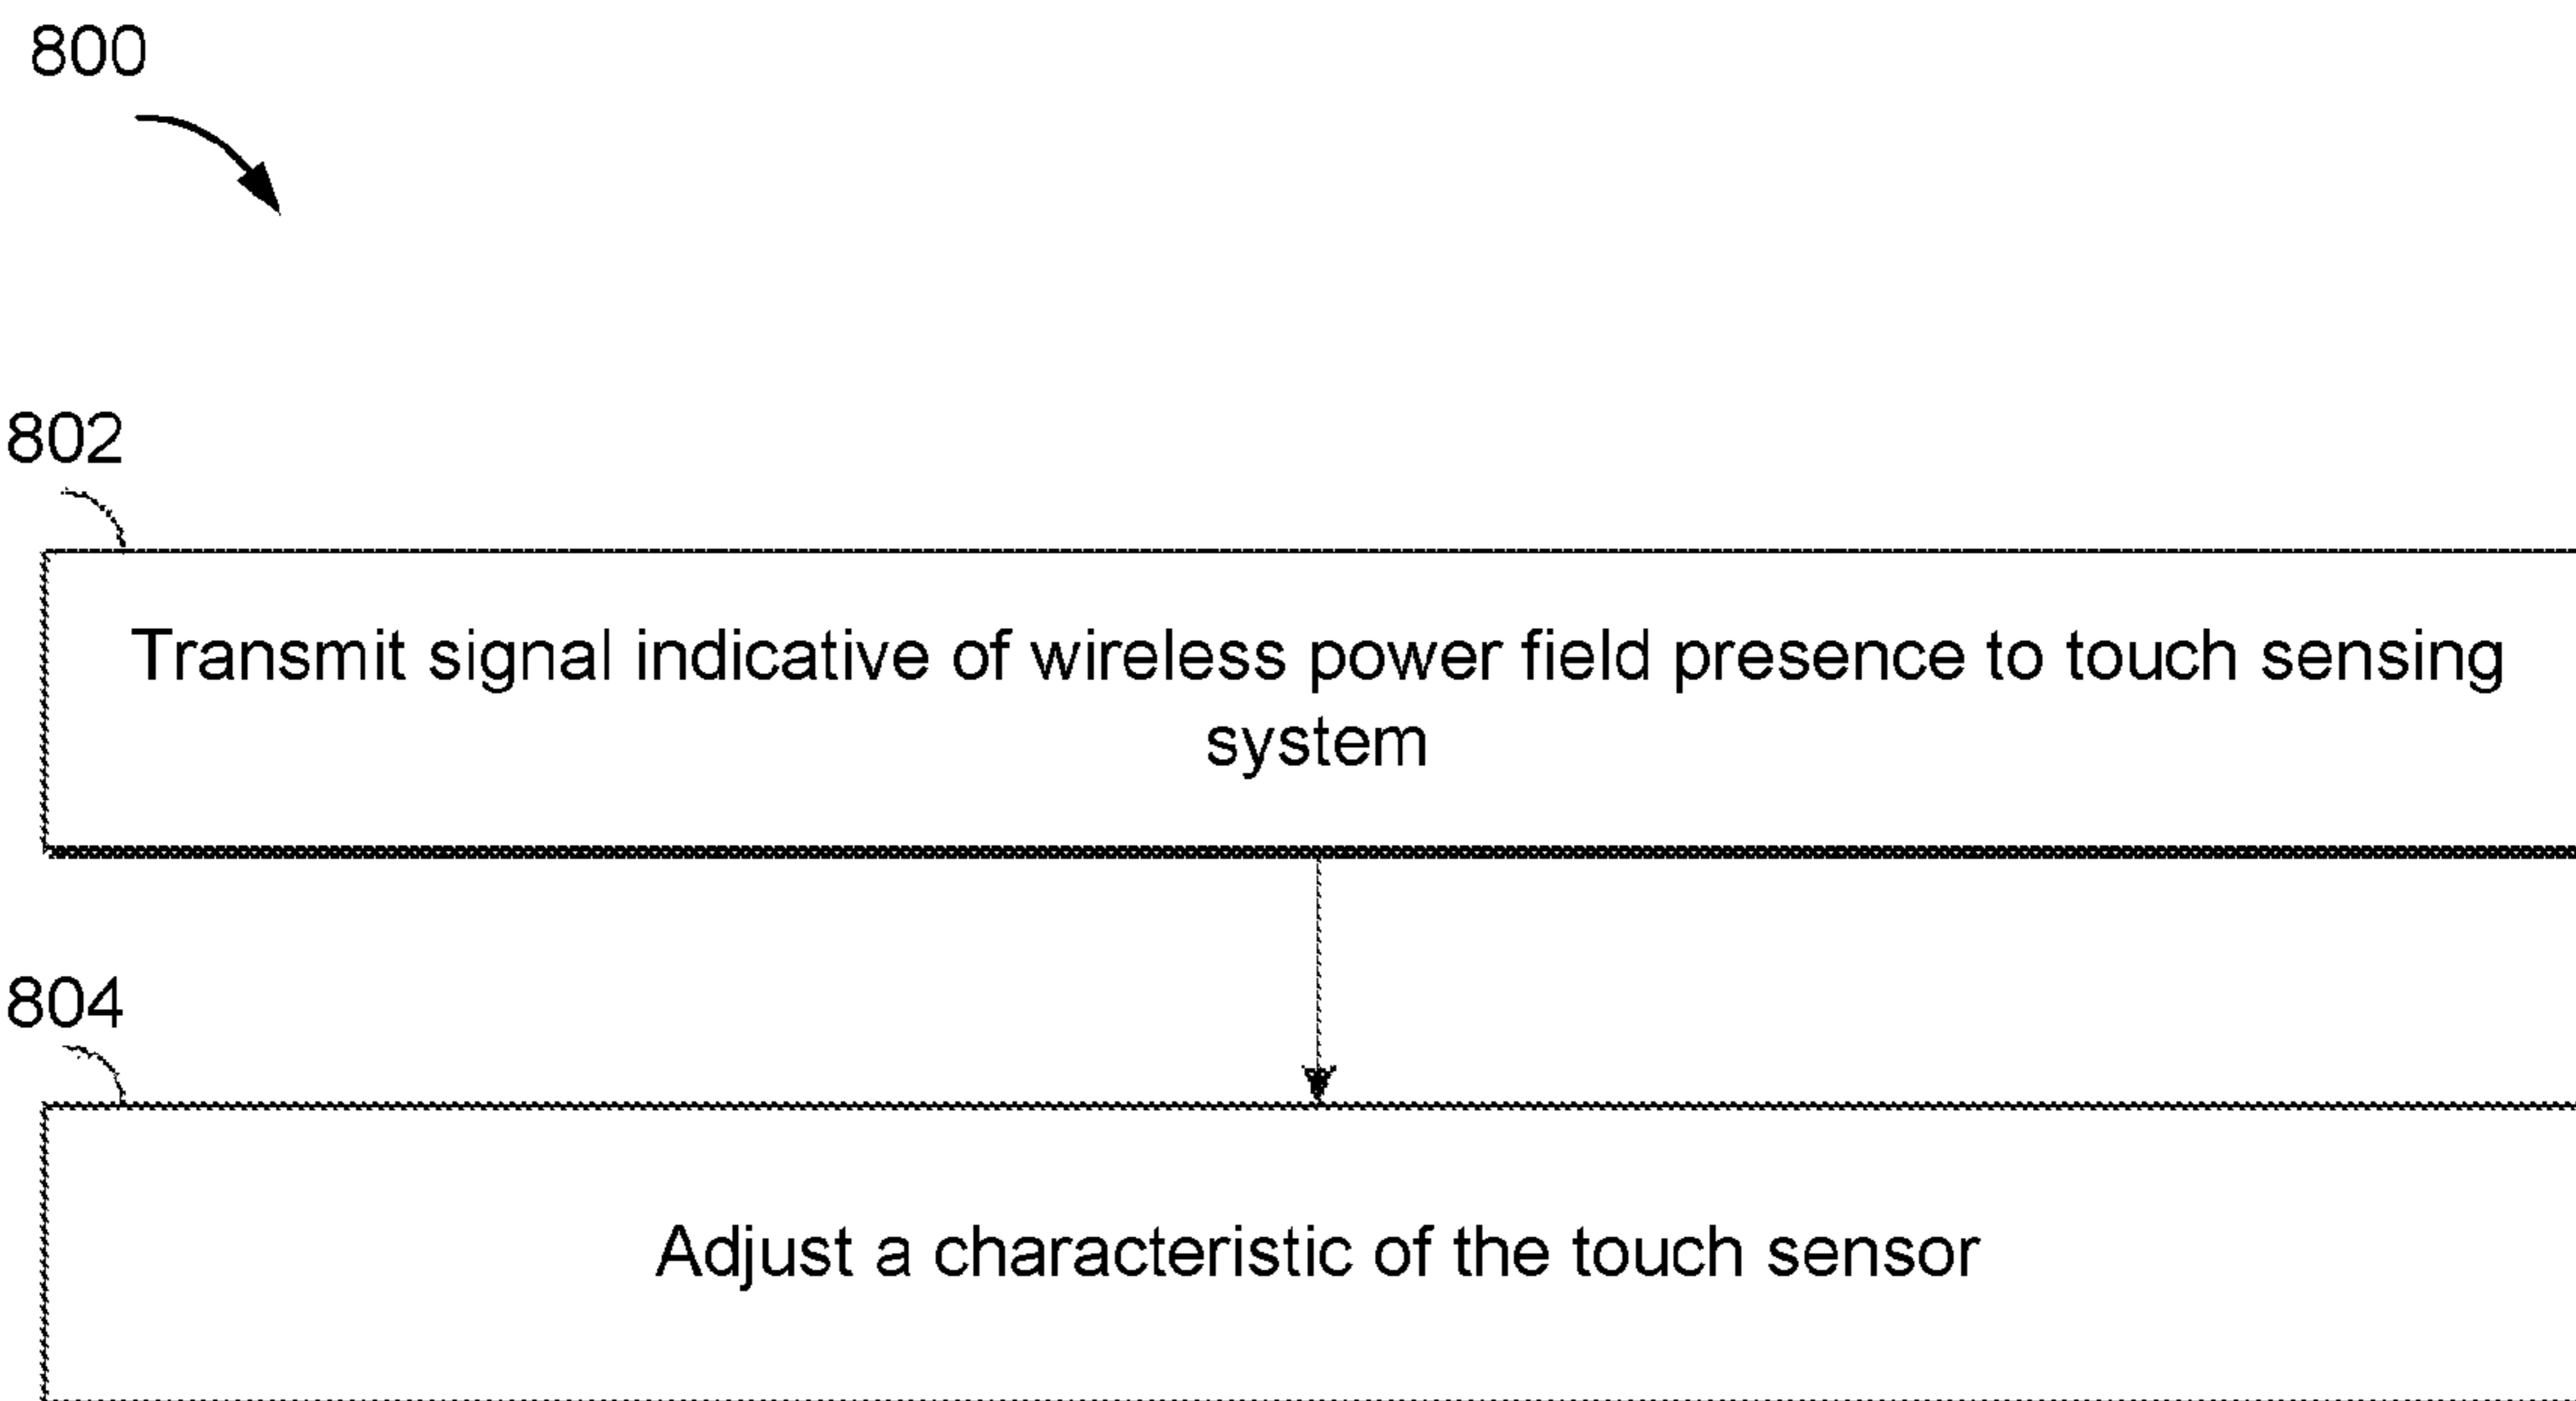 800
802
Transmit signal indicative of wireless power field presence to touch sensing
system
804
Adjust a characteristic of the touch sensor